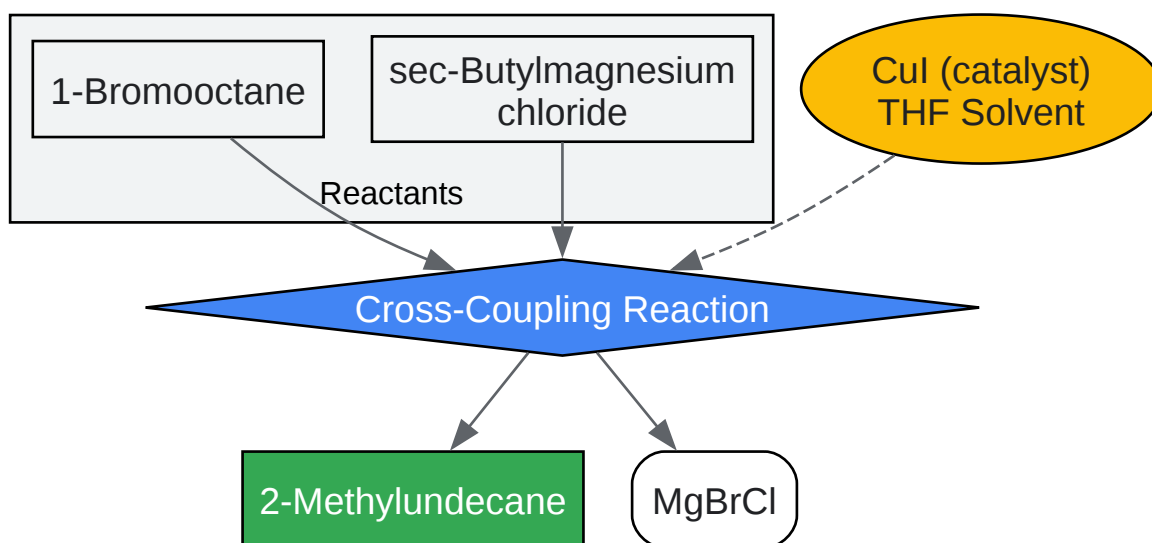 1-Bromooctane
sec-Butylmagnesium
chloride
CuI (catalyst)
THF Solvent
Reactants
Cross-Coupling Reaction
2-Methylundecane
MgBrCl